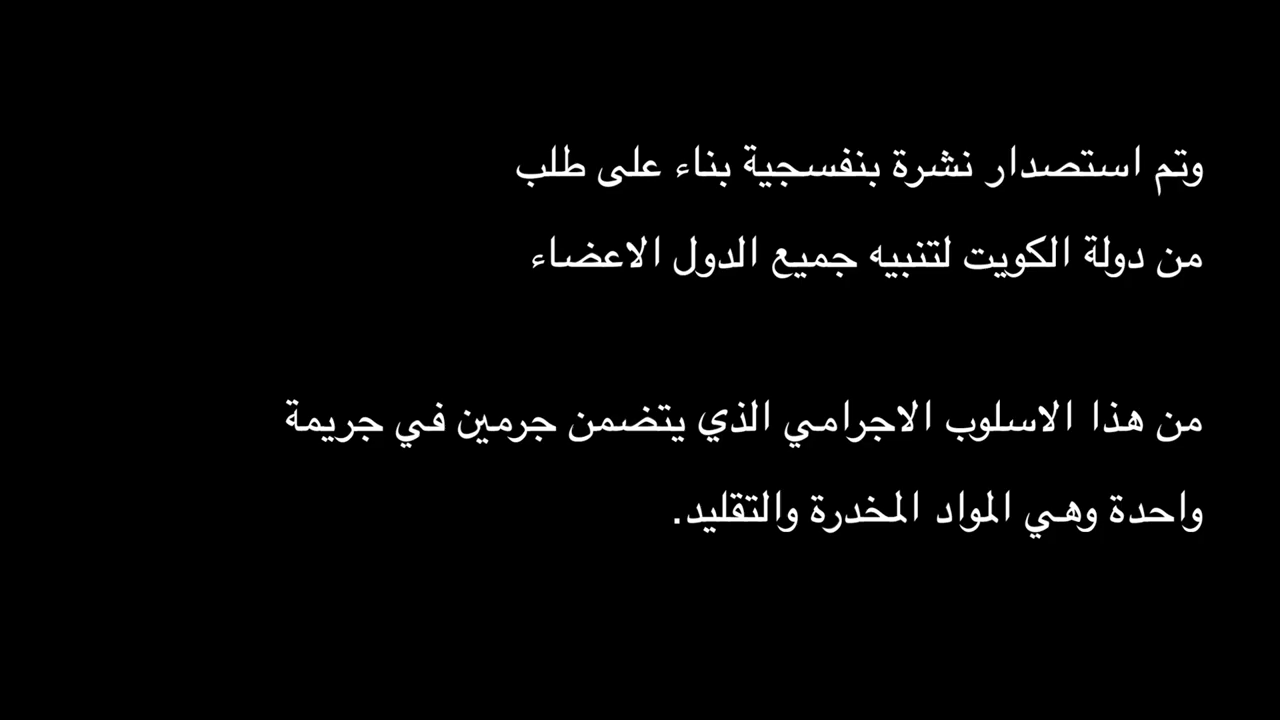 وتم استصدار نشرة بنفسجية بناء على طلب
من دولة الكويت لتنبيه جميع الدول الاعضاء
من هذا الاسلوب الاجرامي الذي يتضمن جرمين في جريمة
واحدة وهي المواد المخدرة والتقليد.